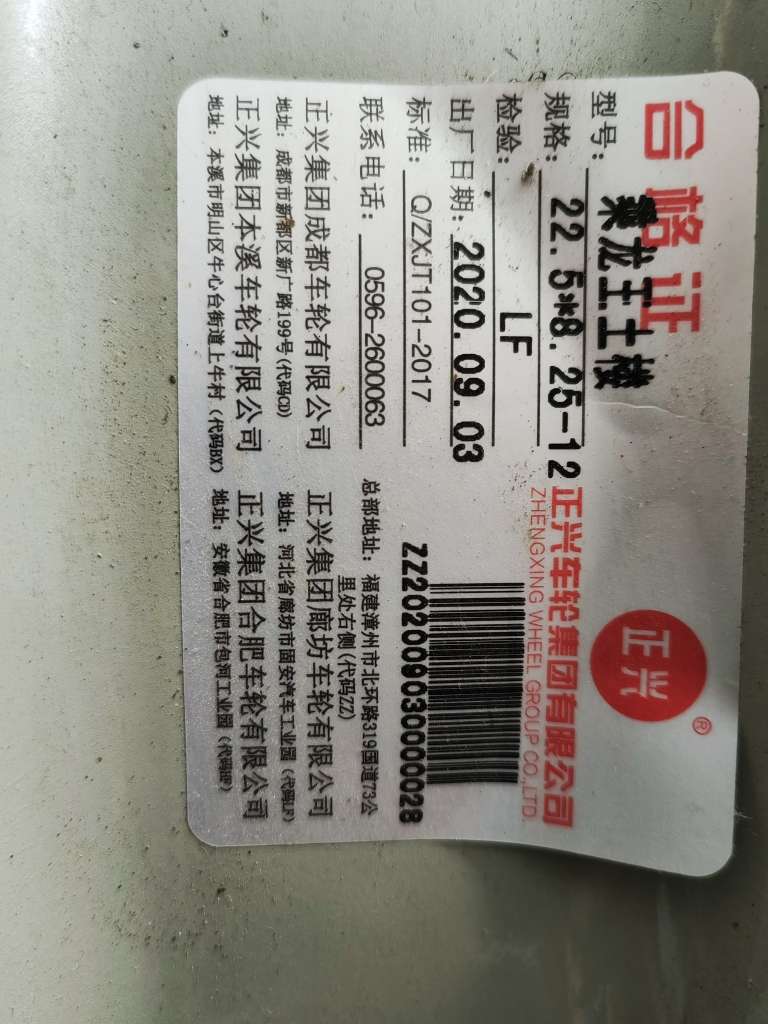 合格证
正兴
®
型号：乘龙王土楼
正兴车轮集团有限公司
ZHENGXING WHEEL GROUP CO.,LTD.
规格：22.5*8.25-12
检验：LF
出厂日期：2020.09.03
ZZ202009030000028
标准：Q/ZXJT101-2017
联系电话：0596-2600063
总部地址：福建漳州市北环路319国道73公
里处右侧(代码ZZ)
正兴集团成都车轮有限公司
地址：成都市新都区新广路199号(代码CD)
正兴集团廊坊车轮有限公司
地址：河北省廊坊市固安汽车工业园(代码LF)
正兴集团本溪车轮有限公司
地址：本溪市明山区牛心台街道上牛村(代码BX)
正兴集团合肥车轮有限公司
地址：安徽省合肥市包河工业园(代码HF)